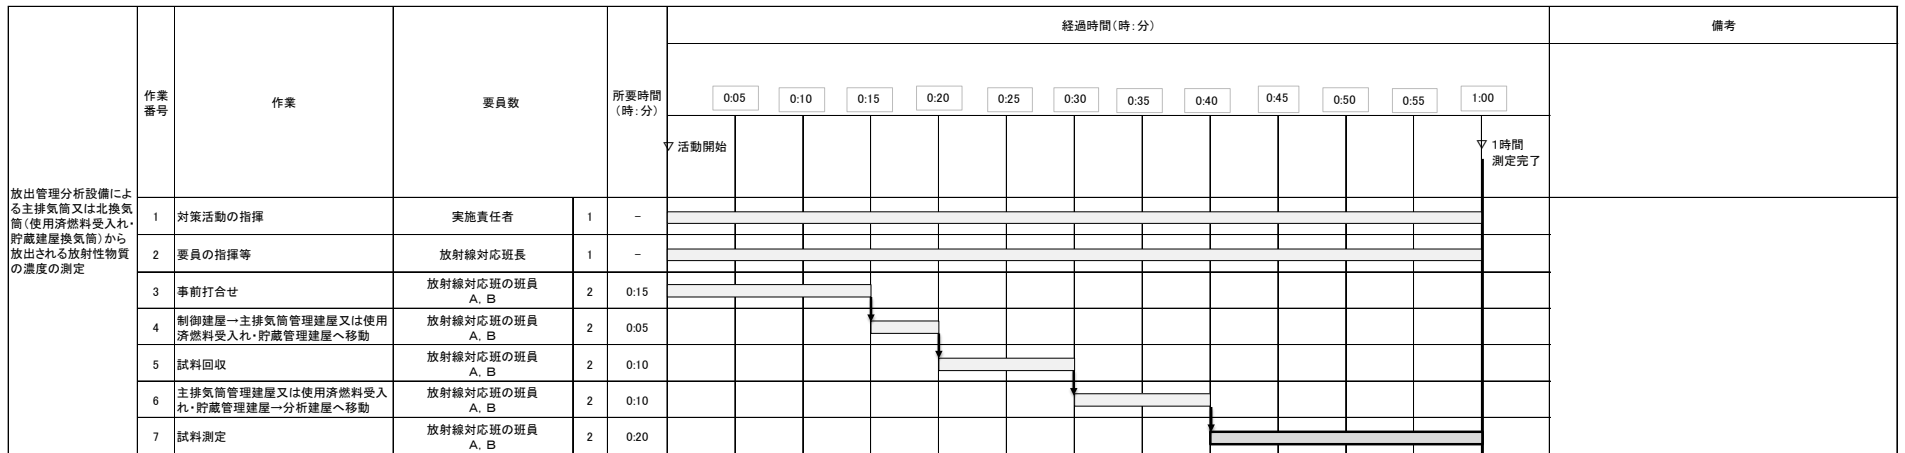 経過時間(時:分)
備考
作業
番号
作業
要員数
所要時間
(時:分)
0:05
0:10
0:15
0:20
0:25
0:30
0:35
0:40
0:45
0:50
0:55
1:00
▽活動開始
▽ 1時間
測定完了
放出管理分析設備によ
る主排気筒又は北換気
筒(使用済燃料受入れ・
貯蔵建屋換気筒)から
放出される放射性物質
の濃度の測定
1 対策活動の指揮 実施責任者 1 －
2 要員の指揮等 放射線対応班長 1 －
3 事前打合せ 放射線対応班の班員
A, B 2 0:15
4 制御建屋→主排気筒管理建屋又は使用
済燃料受入れ・貯蔵管理建屋へ移動 放射線対応班の班員
A, B 2 0:05
5 試料回収 放射線対応班の班員
A, B 2 0:10
6 主排気筒管理建屋又は使用済燃料受入
れ・貯蔵管理建屋→分析建屋へ移動 放射線対応班の班員
A, B 2 0:10
7 試料測定 放射線対応班の班員
A, B 2 0:20